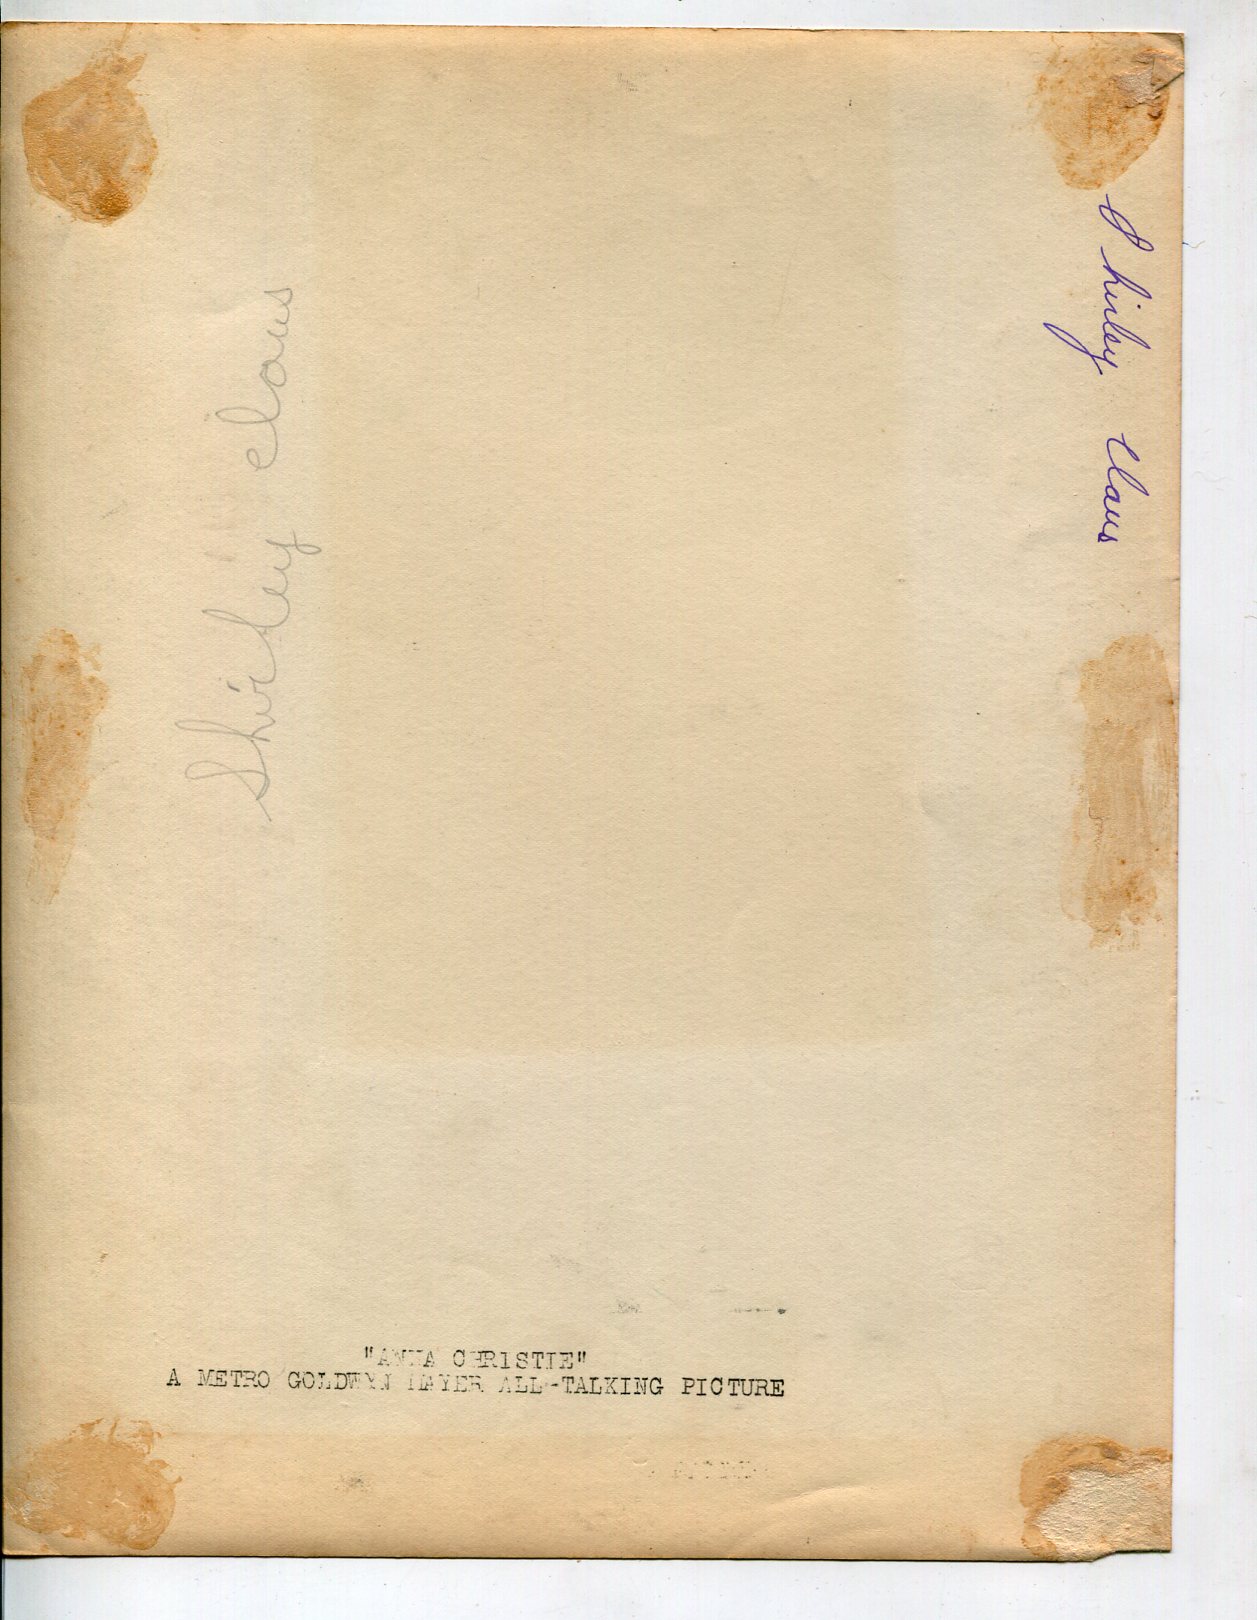 Shirley Claus
Shirley Claus
"ANNA CHRISTIE"
A METRO GOLDWYN MAYER ALL-TALKING PICTURE